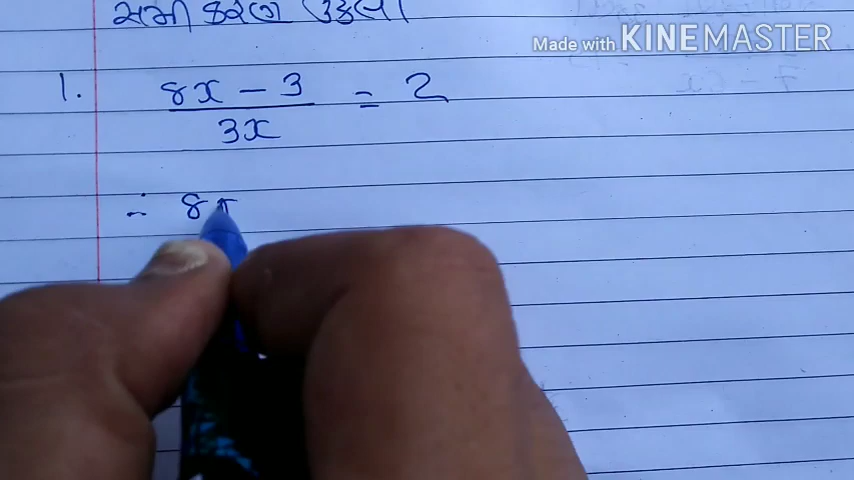 સમીકરણ ઉકેલો
Made with KINEMASTER
1. 8x - 3 = 2
3x
∴ 8x